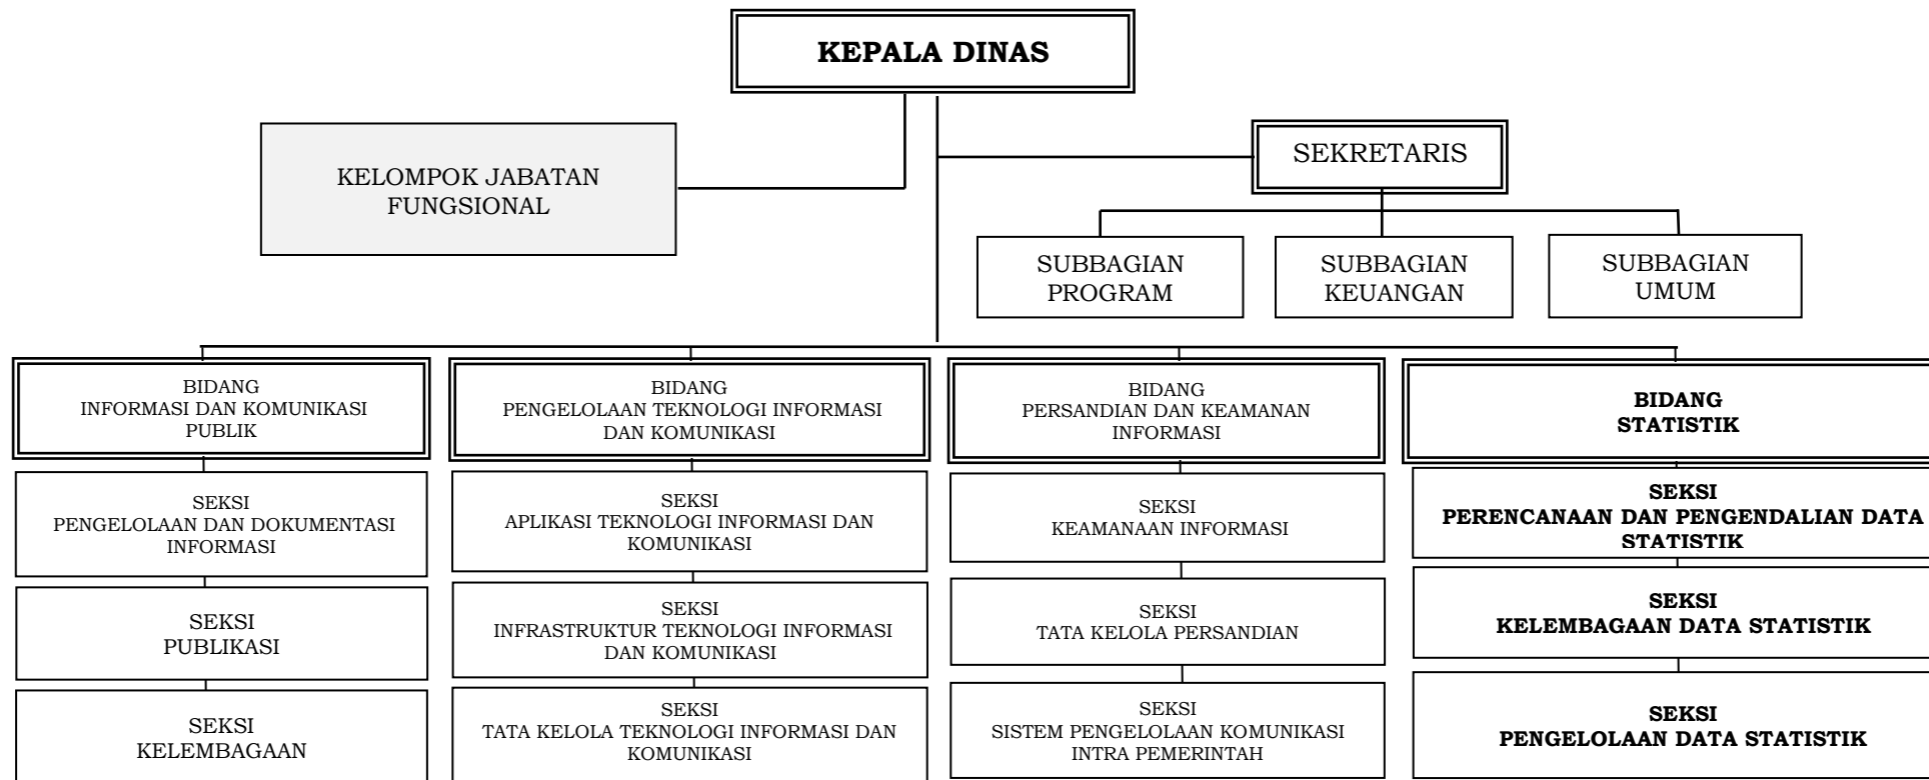 KEPALA DINAS
KELOMPOK JABATAN
FUNGSIONAL
SEKRETARIS
SUBBAGIAN
PROGRAM
SUBBAGIAN
KEUANGAN
SUBBAGIAN
UMUM
BIDANG
INFORMASI DAN KOMUNIKASI
PUBLIK
SEKSI
PENGELOLAAN DAN DOKUMENTASI
INFORMASI
SEKSI
PUBLIKASI
SEKSI
KELEMBAGAAN
BIDANG
PENGELOLAAN TEKNOLOGI INFORMASI
DAN KOMUNIKASI
SEKSI
APLIKASI TEKNOLOGI INFORMASI DAN
KOMUNIKASI
SEKSI
INFRASTRUKTUR TEKNOLOGI INFORMASI
DAN KOMUNIKASI
SEKSI
TATA KELOLA TEKNOLOGI INFORMASI DAN
KOMUNIKASI
BIDANG
PERSANDIAN DAN KEAMANAN
INFORMASI
SEKSI
KEAMANAAN INFORMASI
SEKSI
TATA KELOLA PERSANDIAN
SEKSI
SISTEM PENGELOLAAN KOMUNIKASI
INTRA PEMERINTAH
BIDANG
STATISTIK
SEKSI
PERENCANAAN DAN PENGENDALIAN DATA
STATISTIK
SEKSI
KELEMBAGAAN DATA STATISTIK
SEKSI
PENGELOLAAN DATA STATISTIK